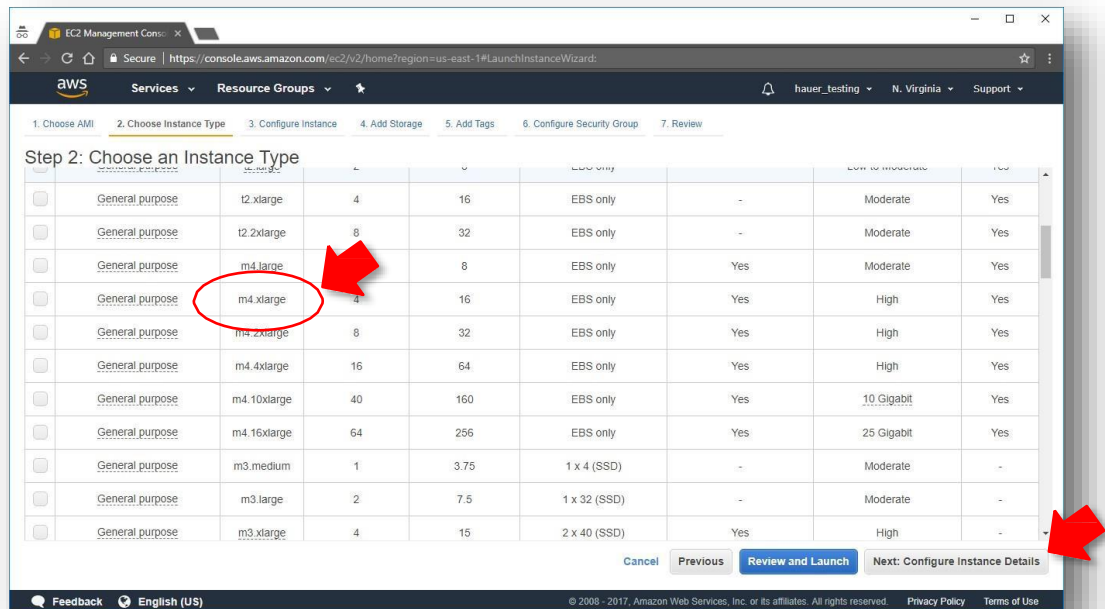 EC2 Management Conso
Secure | https://console.aws.amazon.com/ec2/v2/home?region=us-east-1#LaunchInstanceWizard:
aws Services Resource Groups hauer_testing N. Virginia Support
1. Choose AMI 2. Choose Instance Type 3. Configure Instance 4. Add Storage 5. Add Tags 6. Configure Security Group 7. Review
Step 2: Choose an Instance Type
General purpose t2.xlarge 4 16 EBS only - Moderate Yes
General purpose t2.2xlarge 8 32 EBS only - Moderate Yes
General purpose m4.large 8 EBS only Yes Moderate Yes
General purpose m4.xlarge 4 16 EBS only Yes High Yes
General purpose m4.2xlarge 8 32 EBS only Yes High Yes
General purpose m4.4xlarge 16 64 EBS only Yes High Yes
General purpose m4.10xlarge 40 160 EBS only Yes 10 Gigabit Yes
General purpose m4.16xlarge 64 256 EBS only Yes 25 Gigabit Yes
General purpose m3.medium 1 3.75 1 x 4 (SSD) - Moderate -
General purpose m3.large 2 7.5 1 x 32 (SSD) - Moderate -
General purpose m3.xlarge 4 15 2 x 40 (SSD) Yes High -
Cancel Previous Review and Launch Next: Configure Instance Details
Feedback English (US) © 2008 - 2017, Amazon Web Services, Inc. or its affiliates. All rights reserved. Privacy Policy Terms of Use